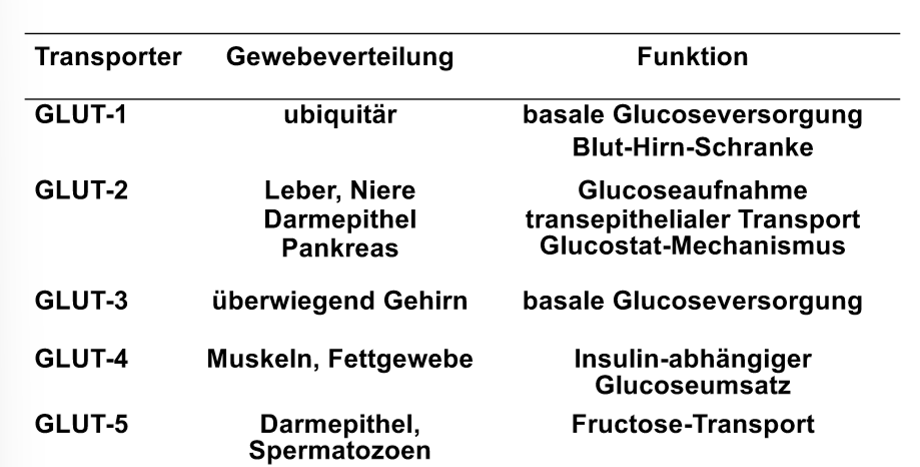 Transporter Gewebeverteilung Funktion
GLUT-1 ubiquitär basale Glucoseversorgung
Blut-Hirn-Schranke
GLUT-2 Leber, Niere Glucoseaufnahme
Darmepithel transepithelialer Transport
Pankreas Glucostat-Mechanismus
GLUT-3 überwiegend Gehirn basale Glucoseversorgung
GLUT-4 Muskeln, Fettgewebe Insulin-abhängiger
Glucoseumsatz
GLUT-5 Darmepithel, Fructose-Transport
Spermatozoen